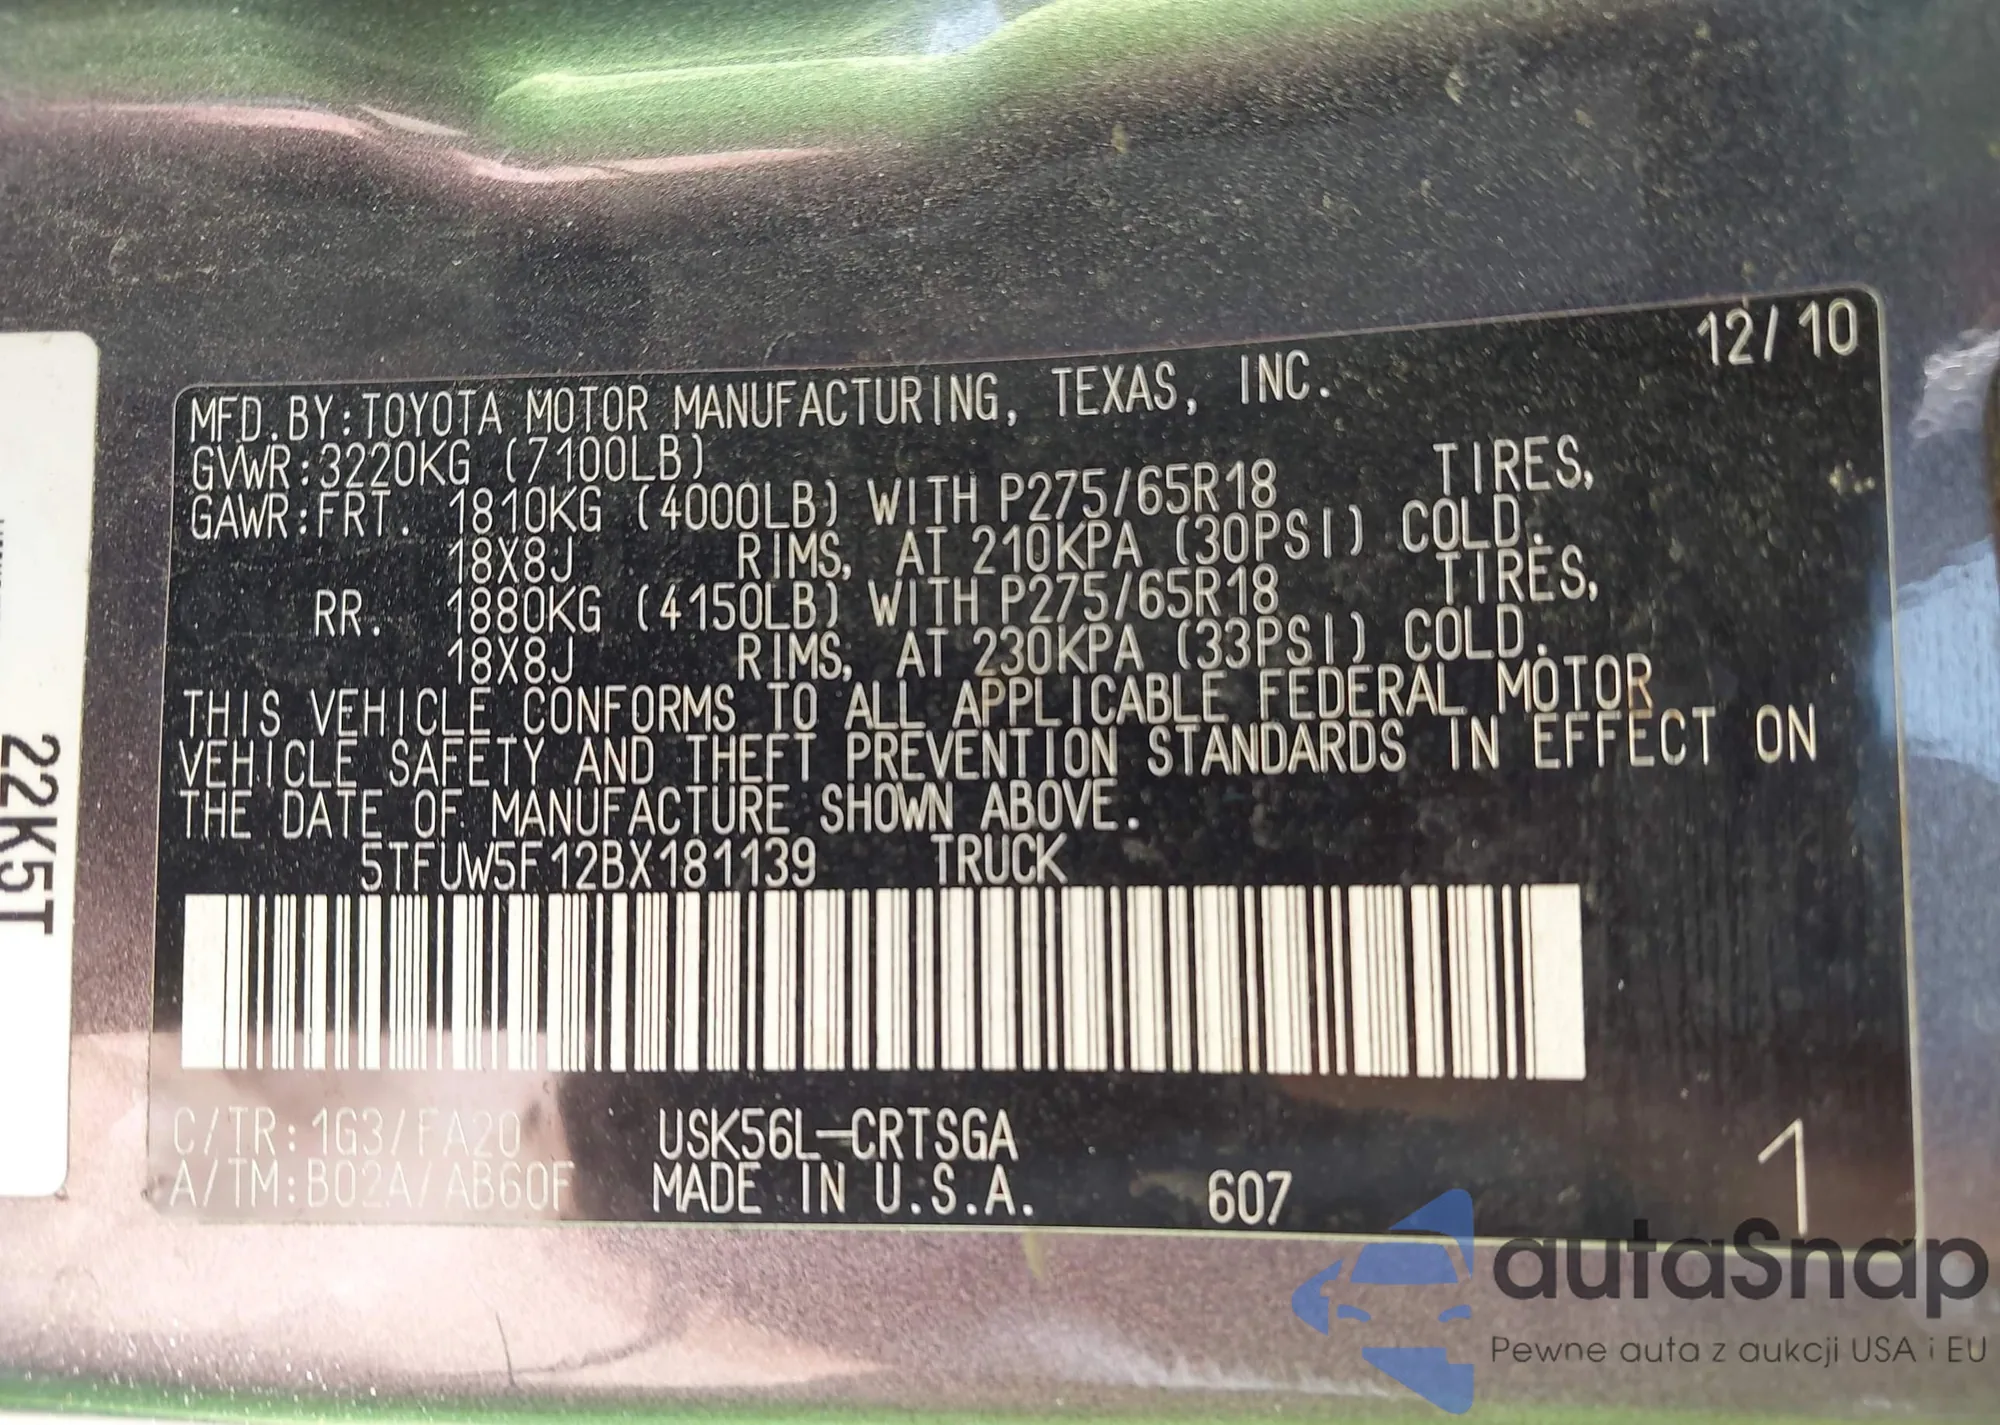 12/10
MFD.BY:TOYOTA MOTOR MANUFACTURING, TEXAS, INC.
GVWR:3220KG (7100LB)
GAWR:FRT. 1810KG (4000LB) WITH P275/65R18 TIRES,
18X8J RIMS, AT 210KPA (30PSI) COLD.
RR. 1880KG (4150LB) WITH P275/65R18 TIRES,
18X8J RIMS, AT 230KPA (33PSI) COLD.
THIS VEHICLE CONFORMS TO ALL APPLICABLE FEDERAL MOTOR
VEHICLE SAFETY AND THEFT PREVENTION STANDARDS IN EFFECT ON
THE DATE OF MANUFACTURE SHOWN ABOVE.
5TFUW5F12BX181139 TRUCK
C/TR:1G3/FA20 USK56L-CRTSGA
A/TM:B02A/AB60F MADE IN U.S.A. 607
1
22K5T
autaSnap
Pewne auta z aukcji USA i EU